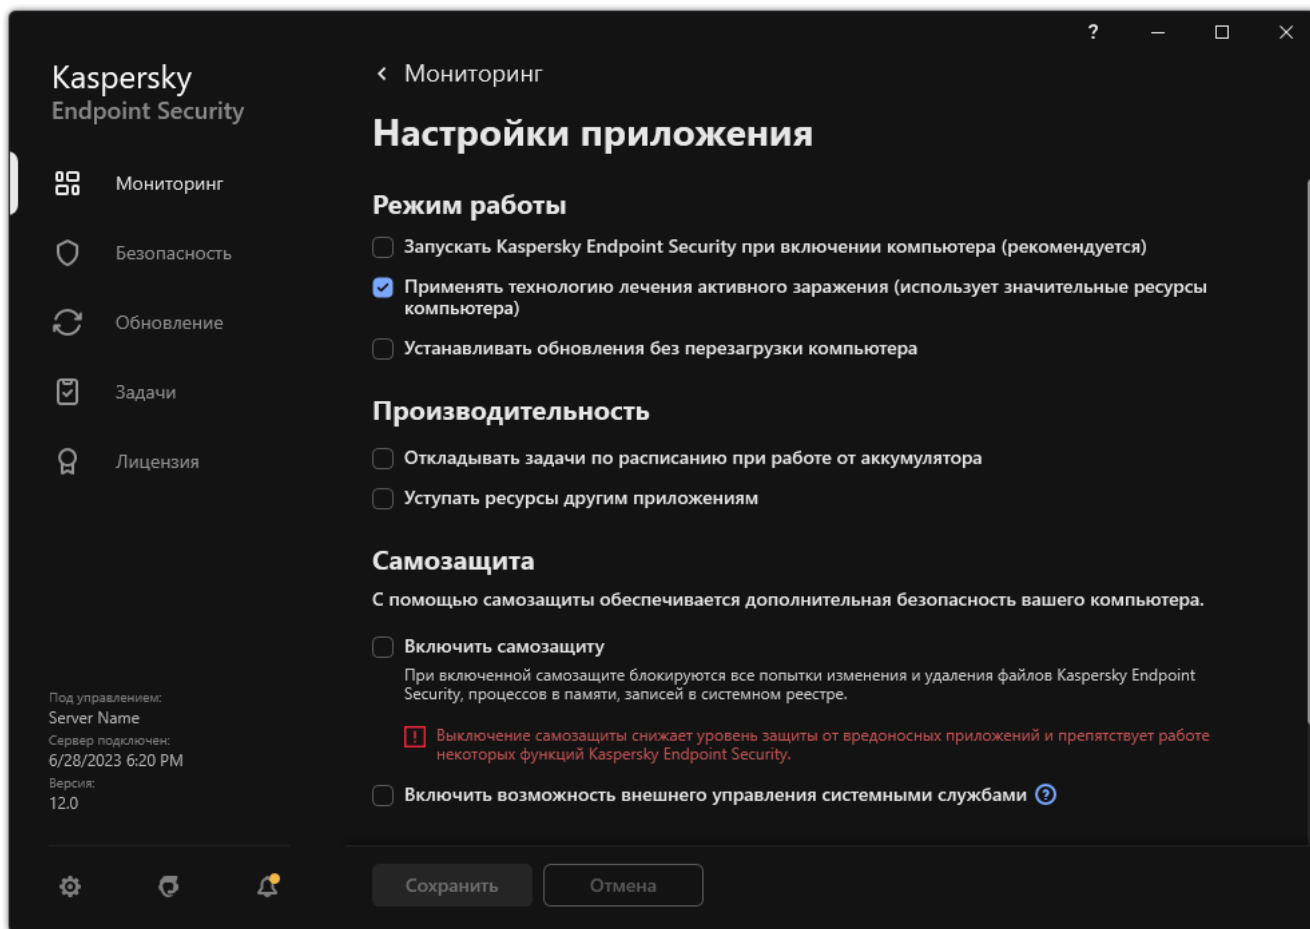 ?
Kaspersky
Endpoint Security
Мониторинг
Безопасность
Обновление
Задачи
Лицензия
Под управлением:
Server Name
Сервер подключен:
6/28/2023 6:20 PM
Версия:
12.0
Мониторинг
Настройки приложения
Режим работы
Запускать Kaspersky Endpoint Security при включении компьютера (рекомендуется)
Применять технологию лечения активного заражения (использует значительные ресурсы
компьютера)
Устанавливать обновления без перезагрузки компьютера
Производительность
Откладывать задачи по расписанию при работе от аккумулятора
Уступать ресурсы другим приложениям
Самозащита
С помощью самозащиты обеспечивается дополнительная безопасность вашего компьютера.
Включить самозащиту
При включенной самозащите блокируются все попытки изменения и удаления файлов Kaspersky Endpoint
Security, процессов в памяти, записей в системном реестре.
Выключение самозащиты снижает уровень защиты от вредоносных приложений и препятствует работе
некоторых функций Kaspersky Endpoint Security.
Включить возможность внешнего управления системными службами ?
Сохранить
Отмена